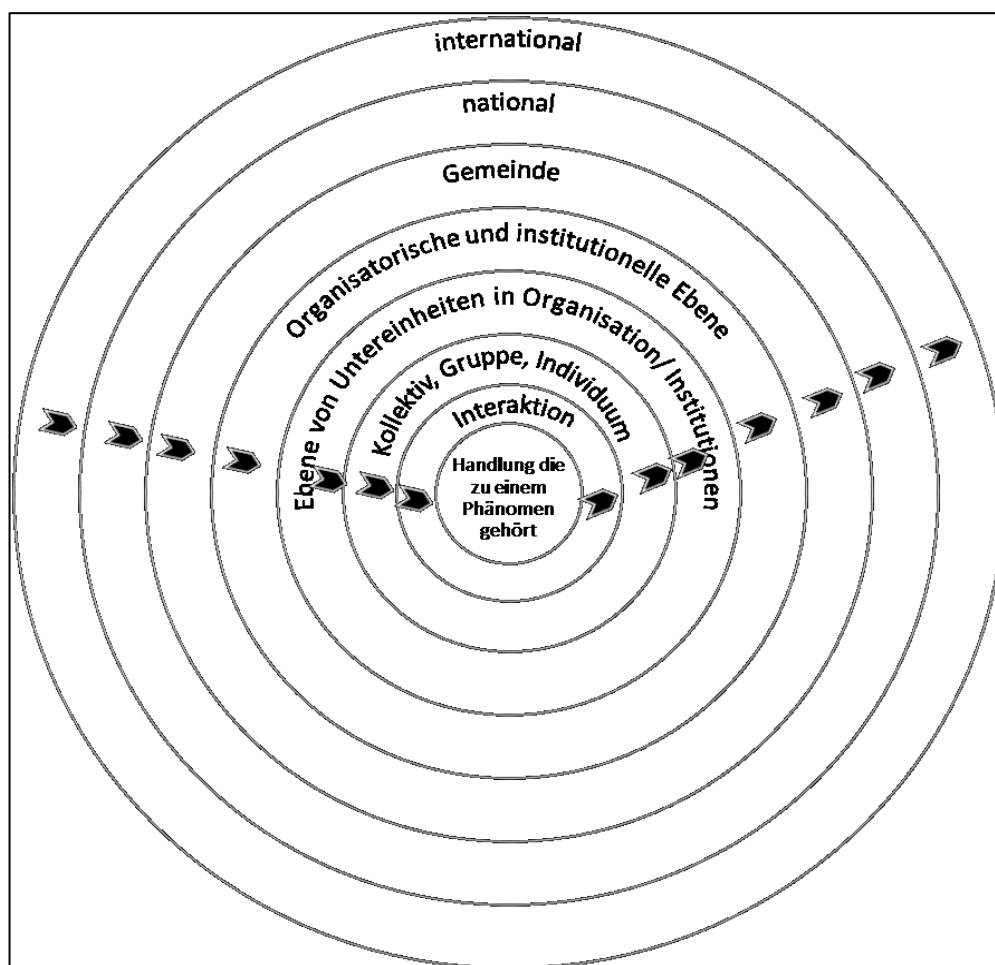 international
national
Gemeinde
Organisatorische und institutionelle Ebene
Ebene von Untereinheiten in Organisation/ Institutionen
Kollektiv, Gruppe, Individuum
Interaktion
Handlung die
zu einem
Phänomen
gehört